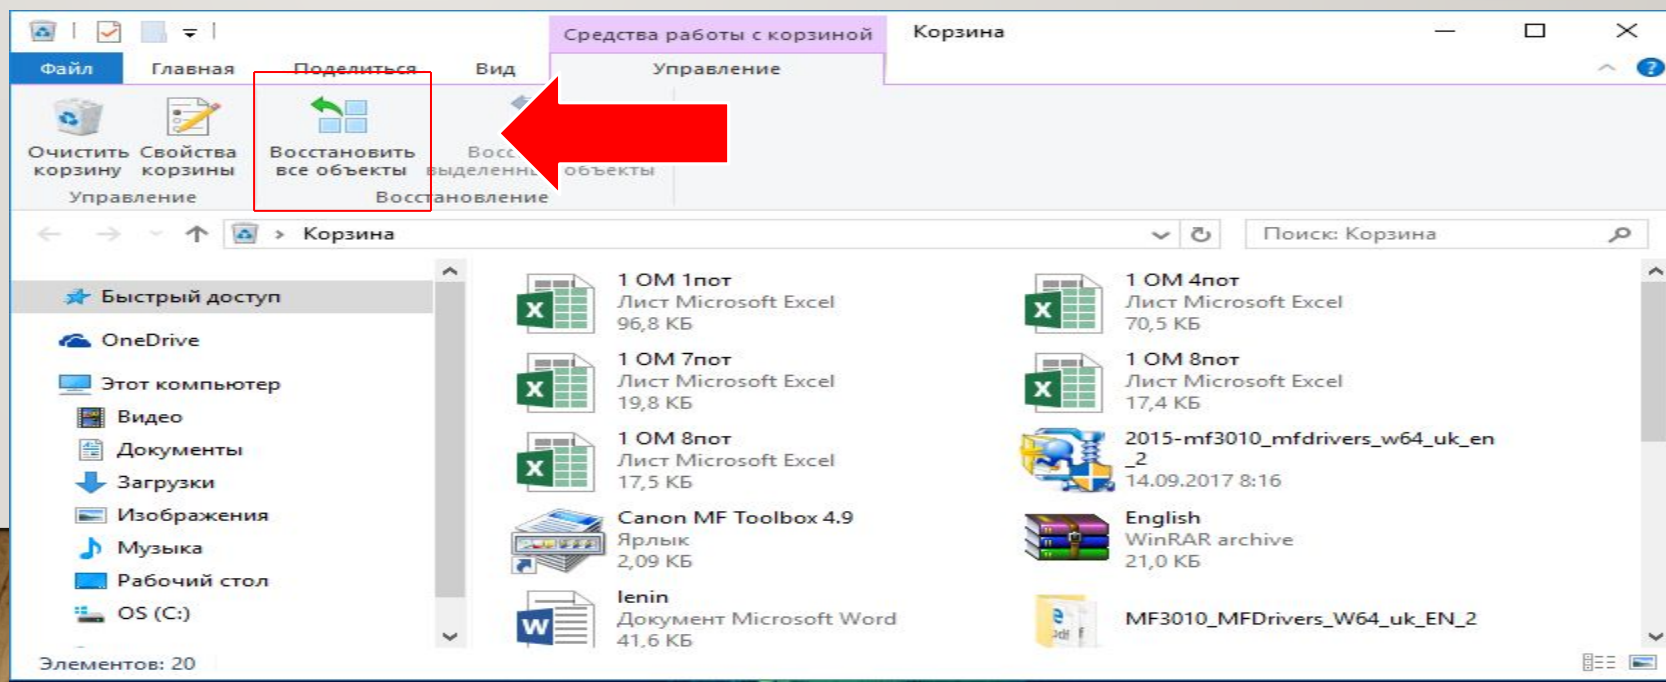 Средства работы с корзиной
Корзина
Файл
Главная
Поделиться
Вид
Управление
Очистить корзину
Свойства корзины
Восстановить все объекты
объекты
Управление
Восстановление
Корзина
Поиск: Корзина
Быстрый доступ
OneDrive
Этот компьютер
Видео
Документы
Загрузки
Изображения
Музыка
Рабочий стол
OS (C:)
1 ОМ 1пот
Лист Microsoft Excel
96,8 КБ
1 ОМ 4пот
Лист Microsoft Excel
70,5 КБ
1 ОМ 7пот
Лист Microsoft Excel
19,8 КБ
1 ОМ 8пот
Лист Microsoft Excel
17,4 КБ
1 ОМ 8пот
Лист Microsoft Excel
17,5 КБ
2015-mf3010_mfdrivers_w64_uk_en
_2
14.09.2017 8:16
Canon MF Toolbox 4.9
Ярлык
2,09 КБ
English
WinRAR archive
21,0 КБ
lenin
Документ Microsoft Word
41,6 КБ
MF3010_MFDrivers_W64_uk_EN_2
Элементов: 20